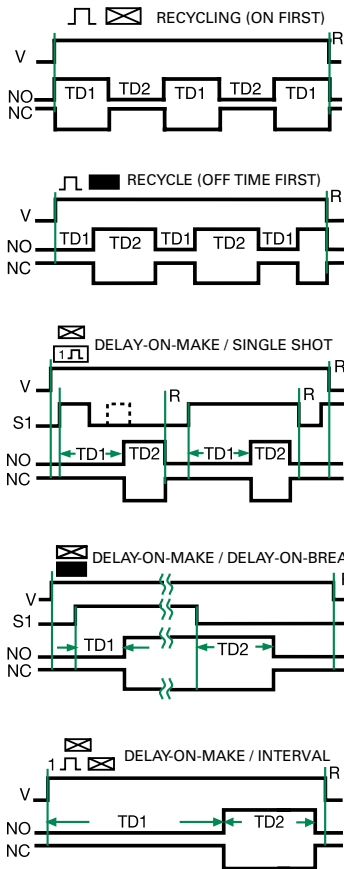 RECYCLING (ON FIRST)
R
V
TD1 TD2 TD1 TD2 TD1
NO
NC
RECYCLE (OFF TIME FIRST)
R
V
TD1 TD2 TD1 TD2 TD1
NO
NC
DELAY-ON-MAKE / SINGLE SHOT
1
R
V
R R
S1
TD1 TD2 TD1 TD2
NO
NC
DELAY-ON-MAKE / DELAY-ON-BREA
V
S1
TD1 TD2
NO
NC
DELAY-ON-MAKE / INTERVAL
1
R
V
TD1 TD2
NO
NC